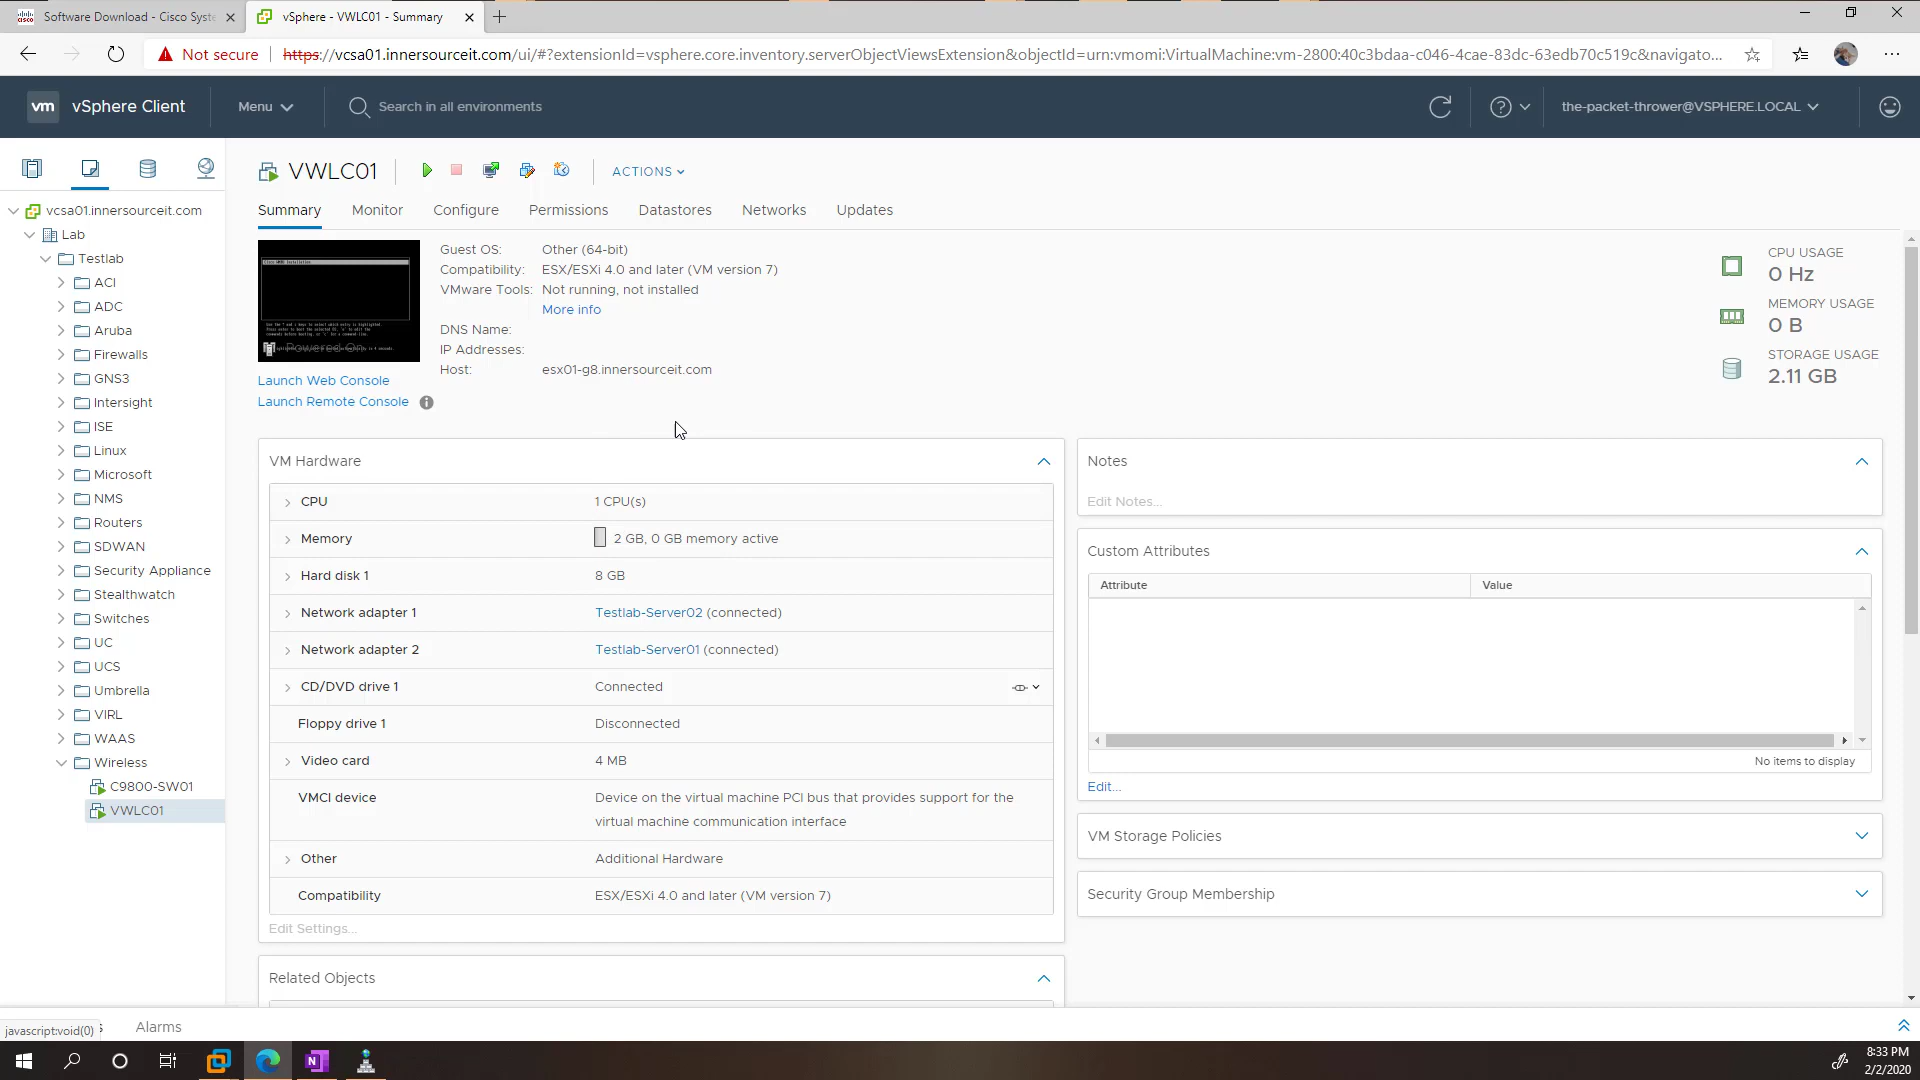 Software Download - Cisco Syste
vSphere - VWLC01 - Summary
Not secure
https://vcsa01.innersourceit.com/ui/#?extensionId=vsphere.core.inventory.serverObjectViewsExtension&objectId=urn:vmomi:VirtualMachine:vm-2800:40c3bdaa-c046-4cae-83dc-63edb70c519c&navigato...
vm
vSphere Client
Menu
Search in all environments
the-packet-thrower@VSPHERE.LOCAL
VWLC01
ACTIONS
Summary
Monitor
Configure
Permissions
Datastores
Networks
Updates
vcsa01.innersourceit.com
Lab
Testlab
ACI
ADC
Aruba
Firewalls
GNS3
Intersight
ISE
Linux
Microsoft
NMS
Routers
SDWAN
Security Appliance
Stealthwatch
Switches
UC
UCS
Umbrella
VIRL
WAAS
Wireless
C9800-SW01
VWLC01
Powered On
Launch Web Console
Launch Remote Console
Guest OS: Other (64-bit)
Compatibility: ESX/ESXi 4.0 and later (VM version 7)
VMware Tools: Not running, not installed
More info
DNS Name:
IP Addresses:
Host: esx01-g8.innersourceit.com
CPU USAGE
0 Hz
MEMORY USAGE
0 B
STORAGE USAGE
2.11 GB
VM Hardware
CPU 1 CPU(s)
Memory 2 GB, 0 GB memory active
Hard disk 1 8 GB
Network adapter 1 Testlab-Server02 (connected)
Network adapter 2 Testlab-Server01 (connected)
CD/DVD drive 1 Connected
Floppy drive 1 Disconnected
Video card 4 MB
VMCI device Device on the virtual machine PCI bus that provides support for the
virtual machine communication interface
Other Additional Hardware
Compatibility ESX/ESXi 4.0 and later (VM version 7)
Edit Settings...
Related Objects
Notes
Edit Notes...
Custom Attributes
Attribute Value
No items to display
Edit...
VM Storage Policies
Security Group Membership
javascript:void(0)
Alarms
8:33 PM
2/2/2020